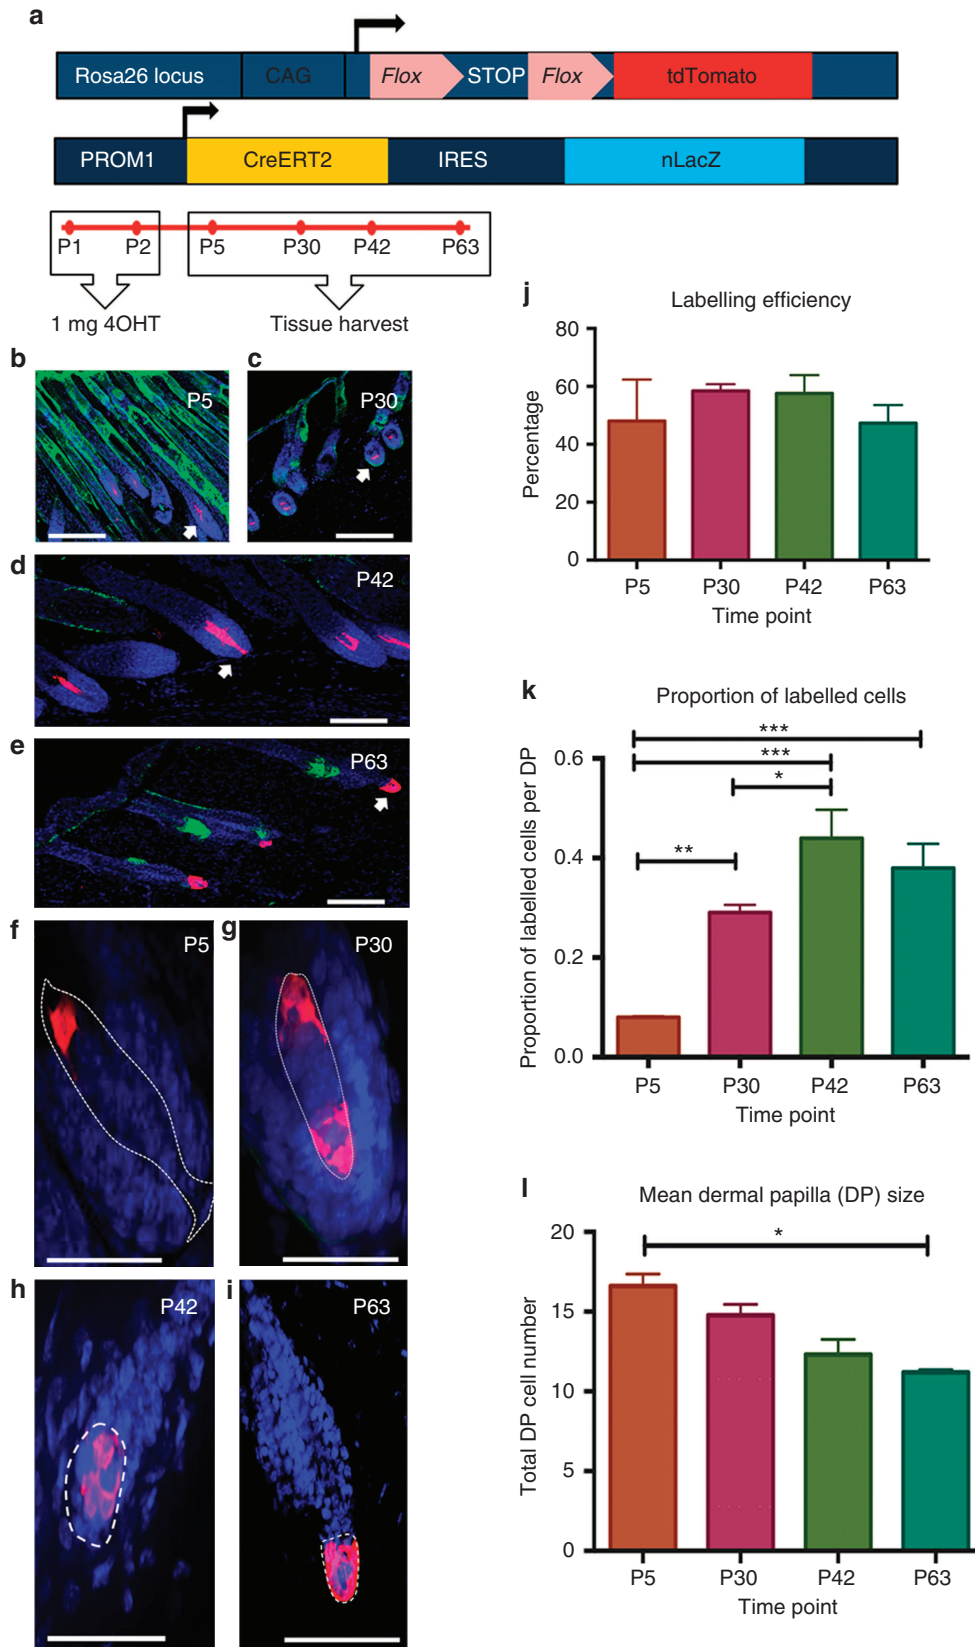 a
Rosa26 locus CAG Flox STOP Flox tdTomato
PROM1 CreERT2 IRES nLacZ
P1 P2 P5 P30 P42 P63
1 mg 4OHT Tissue harvest
b P5
c P30
d P42
e P63
f P5
g P30
h P42
i P63
j Labelling efficiency
Percentage
80
60
40
20
0
P5 P30 P42 P63
Time point
k Proportion of labelled cells
Proportion of labelled cells per DP
***
***
*
**
0.6
0.4
0.2
0.0
P5 P30 P42 P63
Time point
l Mean dermal papilla (DP) size
Total DP cell number
*
20
15
10
5
0
P5 P30 P42 P63
Time point